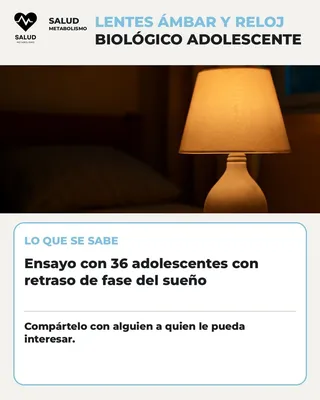 SALUD
METABOLISMO
SALUD
LENTES ÁMBAR Y RELOJ
BIOLÓGICO ADOLESCENTE
LO QUE SE SABE
Ensayo con 36 adolescentes con
retraso de fase del sueño
Compártelo con alguien a quien le pueda
interesar.